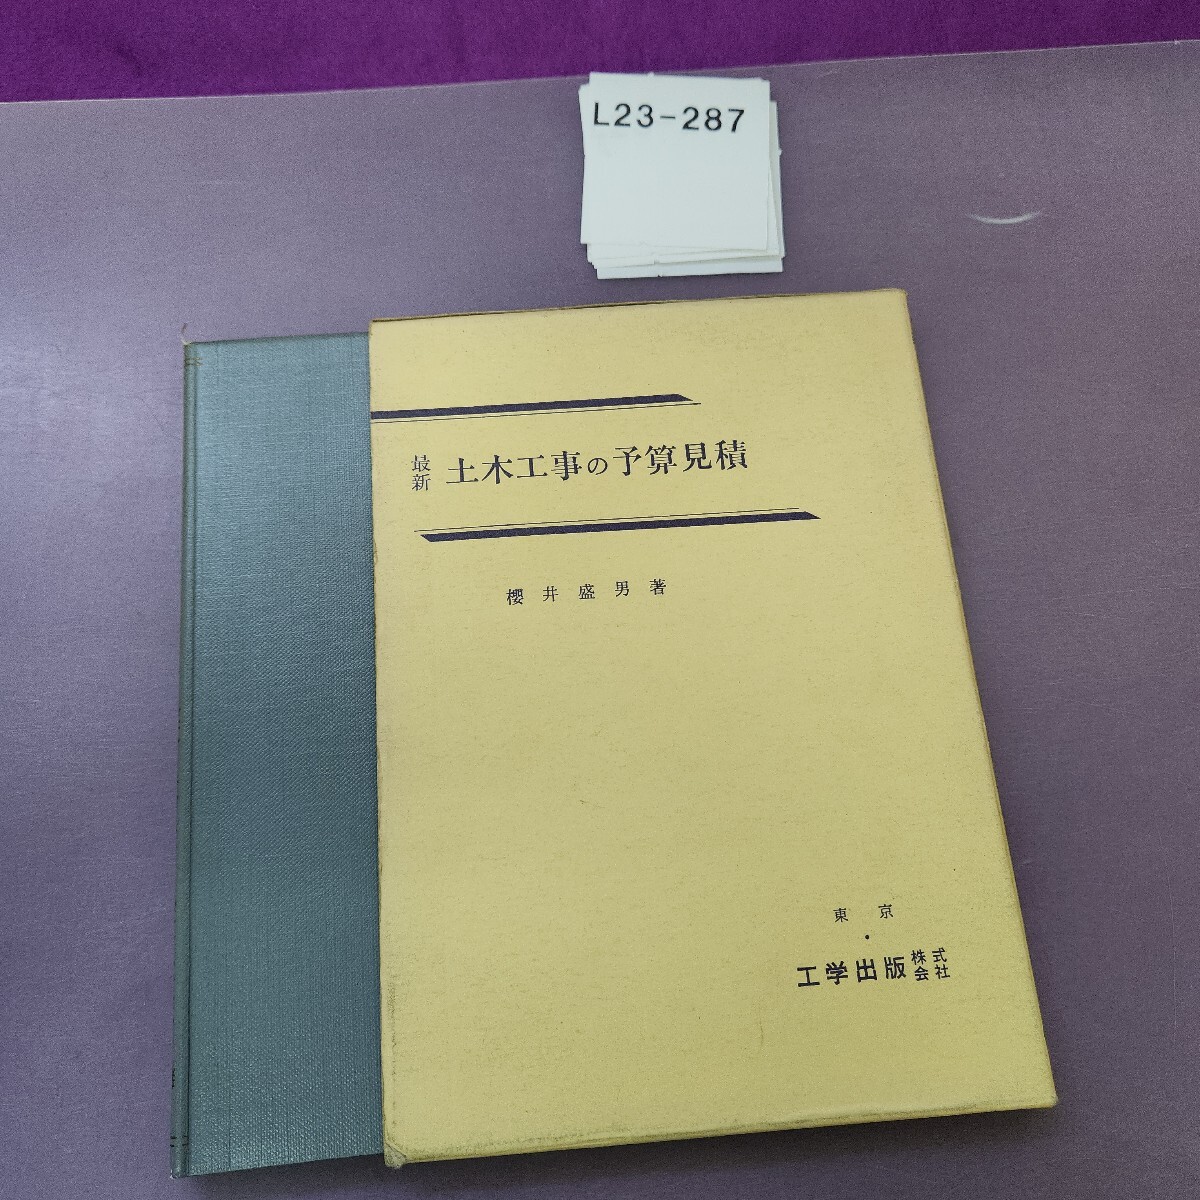 L23-287
最新 土木工事の予算見積
櫻井盛男著
東京
・
工学出版株式会社